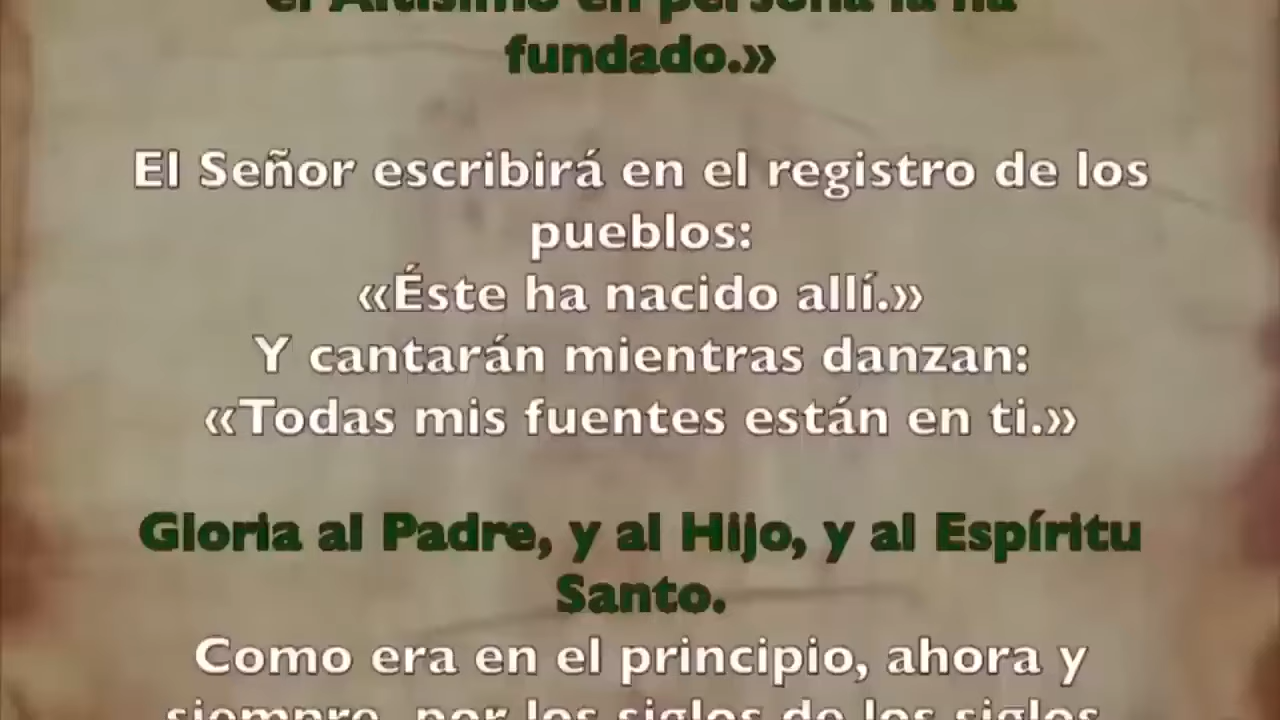 el Altísimo en persona la ha
fundado.»
El Señor escribirá en el registro de los
pueblos:
«Éste ha nacido allí.»
Y cantarán mientras danzan:
«Todas mis fuentes están en ti.»
Gloria al Padre, y al Hijo, y al Espíritu
Santo.
Como era en el principio, ahora y
siempre, por los siglos de los siglos.